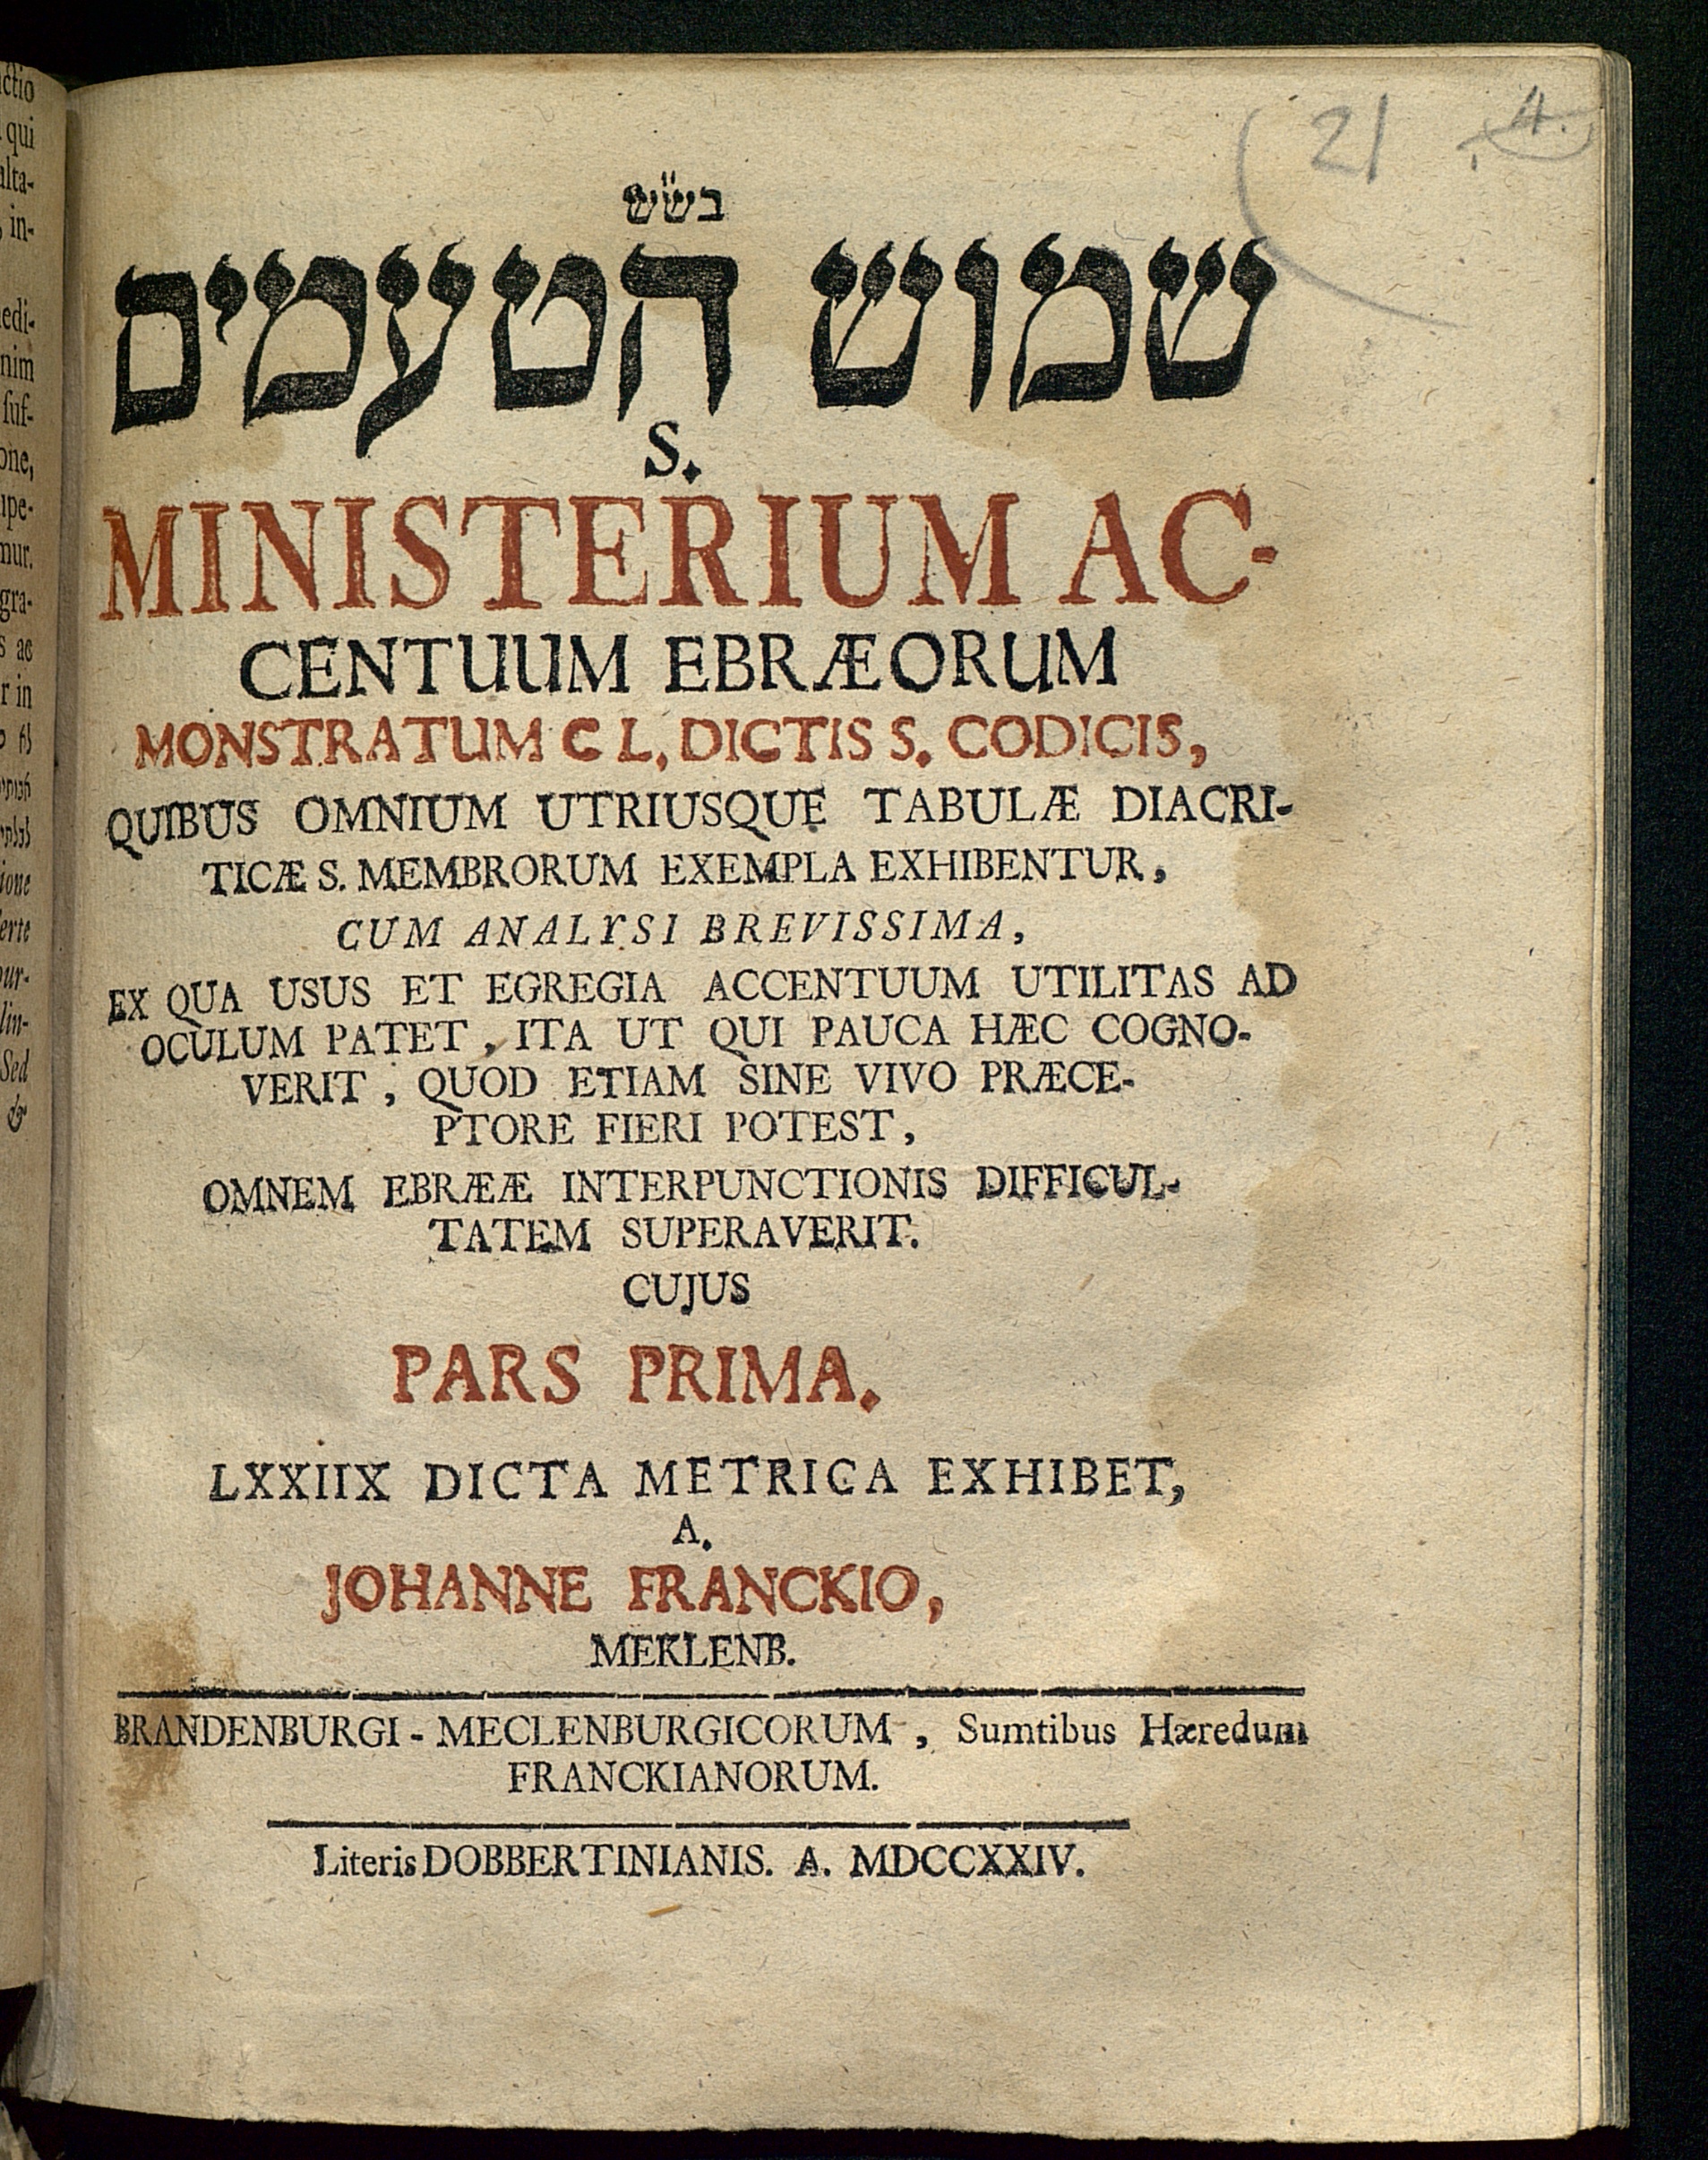 21
4.
בש״ש
שמוש הטעמים
S.
MINISTERIUM AC-
CENTUUM EBRÆORUM
MONSTRATUM CL. DICTIS S. CODICIS,
QUIBUS OMNIUM UTRIUSQUE TABULÆ DIACRI-
TICÆ S. MEMBRORUM EXEMPLA EXHIBENTUR,
CUM ANALYSI BREVISSIMA,
EX QUA USUS ET EGREGIA ACCENTUUM UTILITAS AD
OCULUM PATET, ITA UT QUI PAUCA HÆC COGNO-
VERIT, QUOD ETIAM SINE VIVO PRÆCE-
PTORE FIERI POTEST,
OMNEM EBRÆÆ INTERPUNCTIONIS DIFFICUL-
TATEM SUPERAVERIT.
CUJUS
PARS PRIMA.
LXXIIX DICTA METRICA EXHIBET,
A.
JOHANNE FRANCKIO,
MEKLENB.
BRANDENBURGI-MECLENBURGICORUM, Sumtibus Hæredum
FRANCKIANORUM.
Literis DOBBERTINIANIS. A. MDCCXXIV.